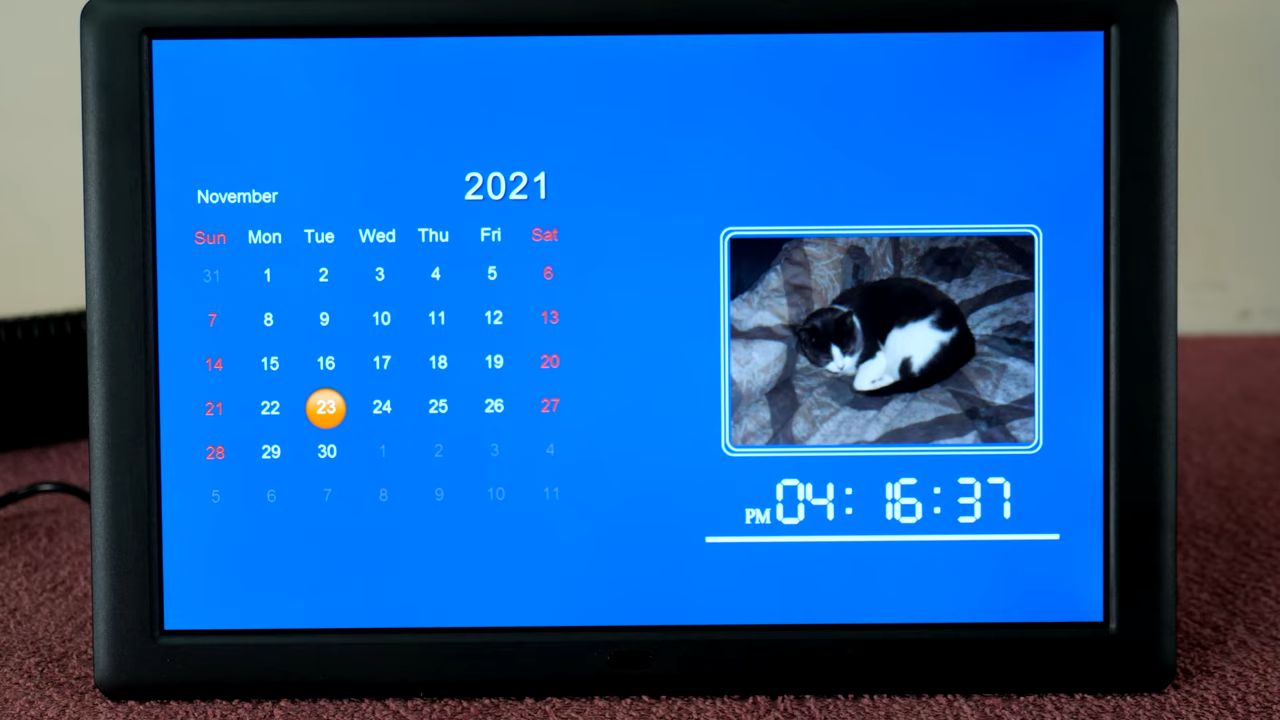 November 2021
Sun Mon Tue Wed Thu Fri Sat
31 1 2 3 4 5 6
7 8 9 10 11 12 13
14 15 16 17 18 19 20
21 22 23 24 25 26 27
28 29 30 1 2 3 4
5 6 7 8 9 10 11
PM 04: 16:37